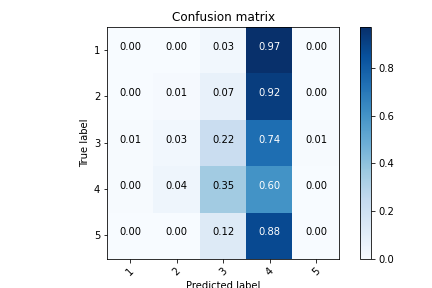 Confusion matrix
1 0.00 0.00 0.03 0.97 0.00
2 0.00 0.01 0.07 0.92 0.00
3 0.01 0.03 0.22 0.74 0.01
4 0.00 0.04 0.35 0.60 0.00
5 0.00 0.00 0.12 0.88 0.00
1 2 3 4 5
True label
Predicted label
0.8
0.6
0.4
0.2
0.0